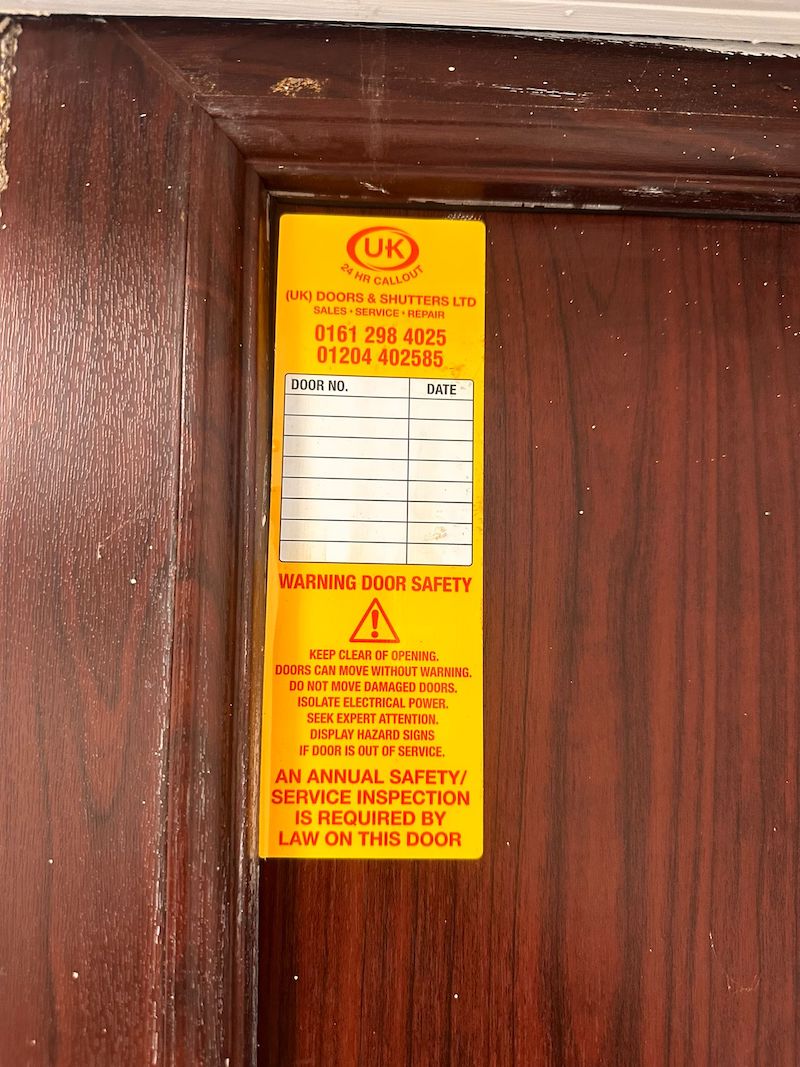 UK
24 HR CALLOUT
(UK) DOORS & SHUTTERS LTD
SALES • SERVICE • REPAIR
0161 298 4025
01204 402585
DOOR NO. DATE
WARNING DOOR SAFETY
!
KEEP CLEAR OF OPENING.
DOORS CAN MOVE WITHOUT WARNING.
DO NOT MOVE DAMAGED DOORS.
ISOLATE ELECTRICAL POWER.
SEEK EXPERT ATTENTION.
DISPLAY HAZARD SIGNS
IF DOOR IS OUT OF SERVICE.
AN ANNUAL SAFETY/
SERVICE INSPECTION
IS REQUIRED BY
LAW ON THIS DOOR